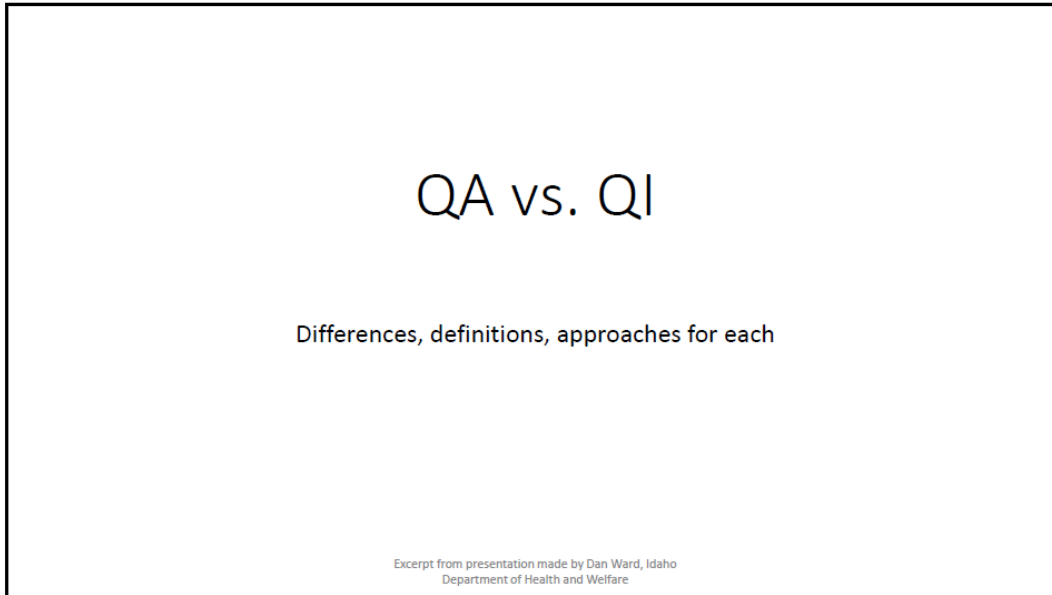 QA vs. QI
Differences, definitions, approaches for each
Excerpt from presentation made by Dan Ward, Idaho
Department of Health and Welfare